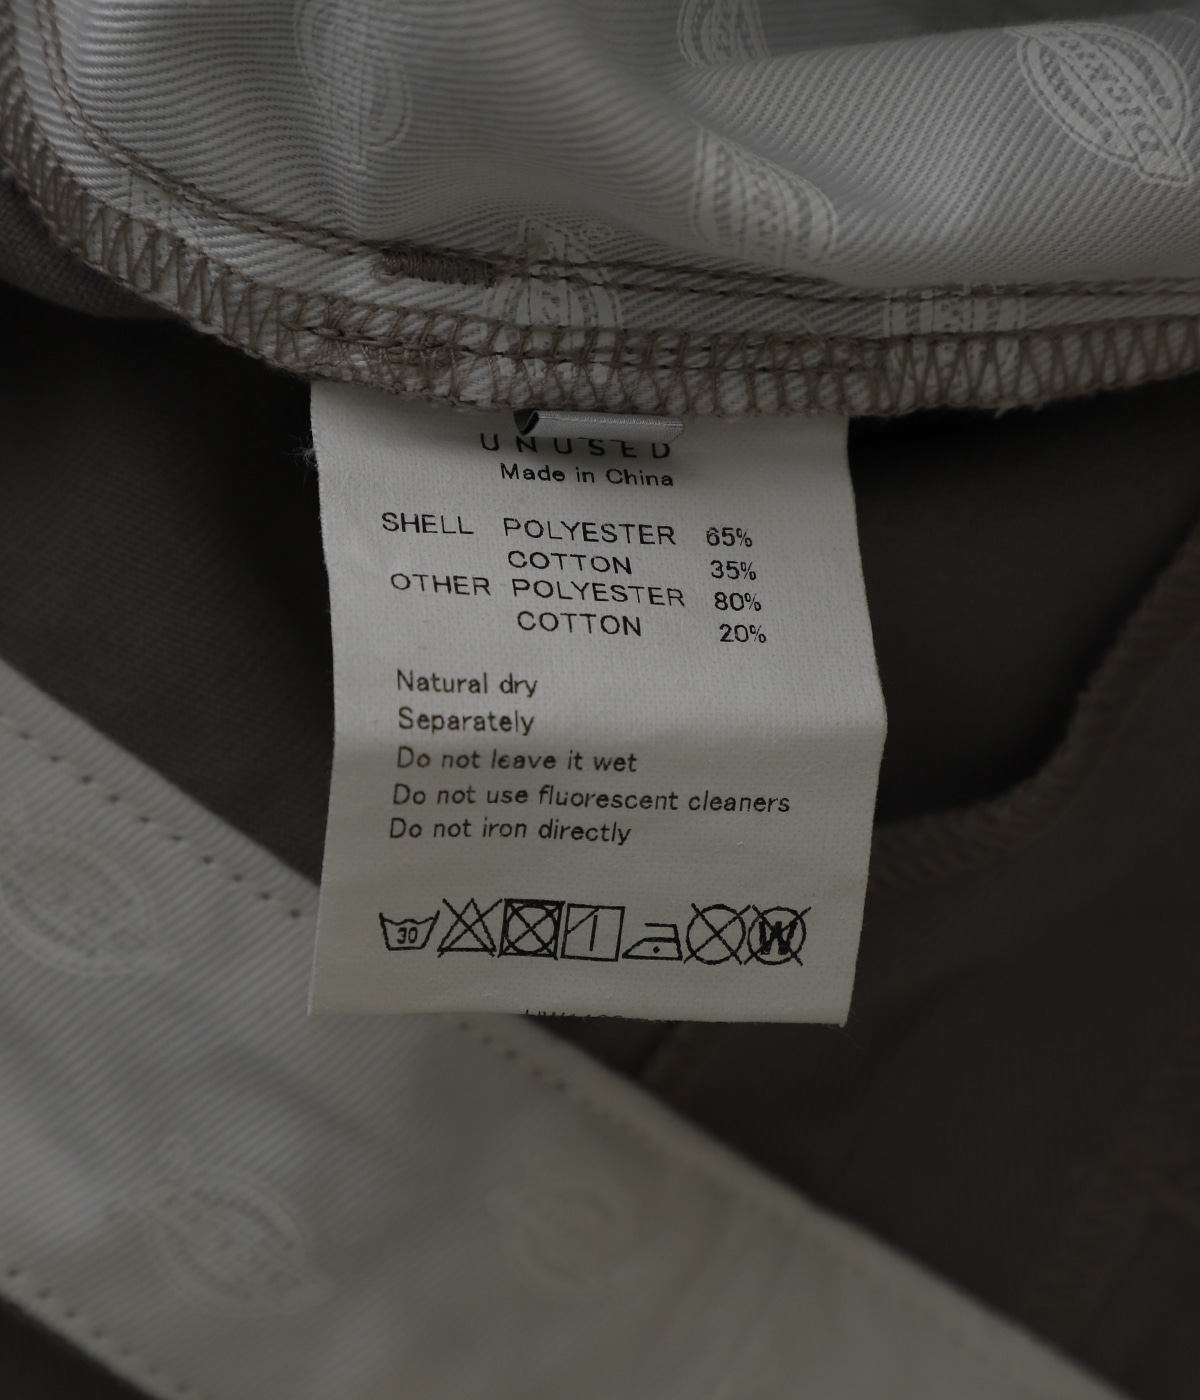 Dickies
UNUSED
Made in China
SHELL POLYESTER 65%
COTTON 35%
OTHER POLYESTER 80%
COTTON 20%
Natural dry
Separately
Do not leave it wet
Do not use fluorescent cleaners
Do not iron directly
30 W